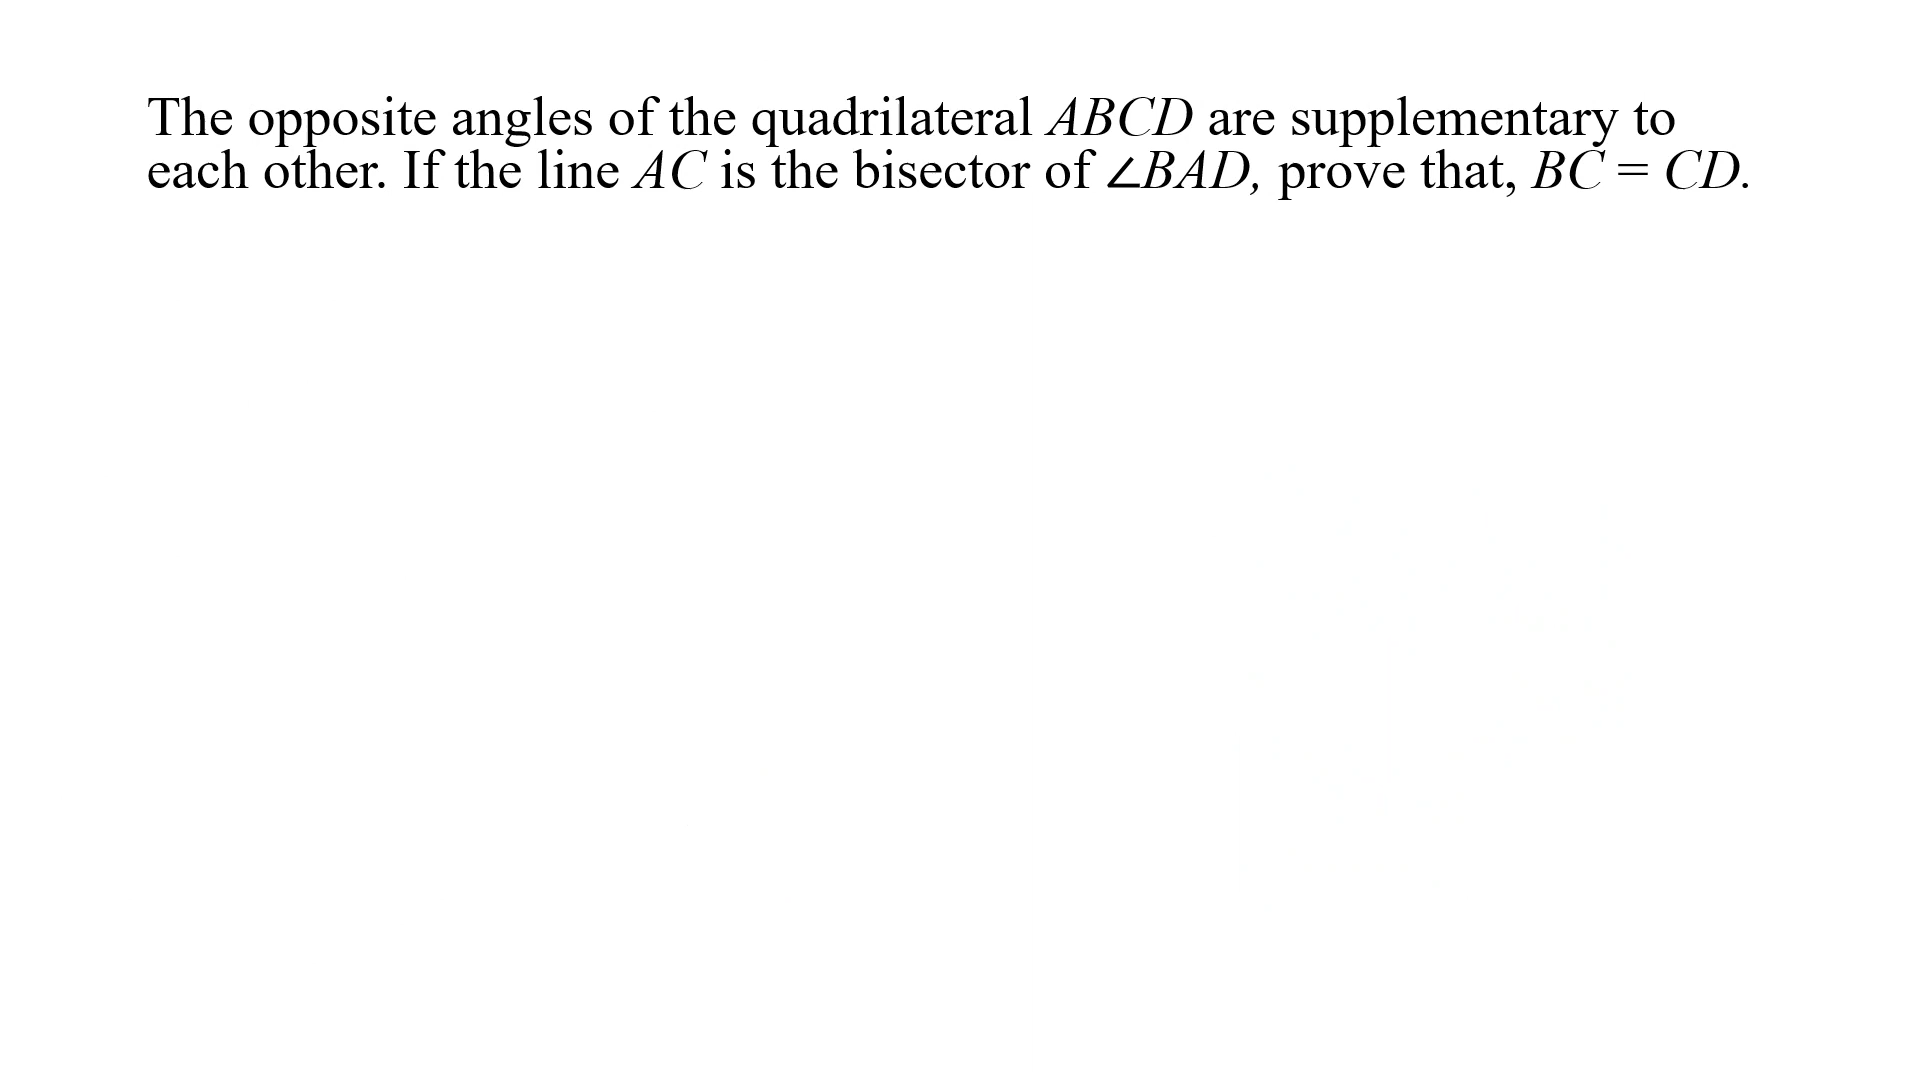 The opposite angles of the quadrilateral ABCD are supplementary to
each other. If the line AC is the bisector of ∠BAD, prove that, BC = CD.